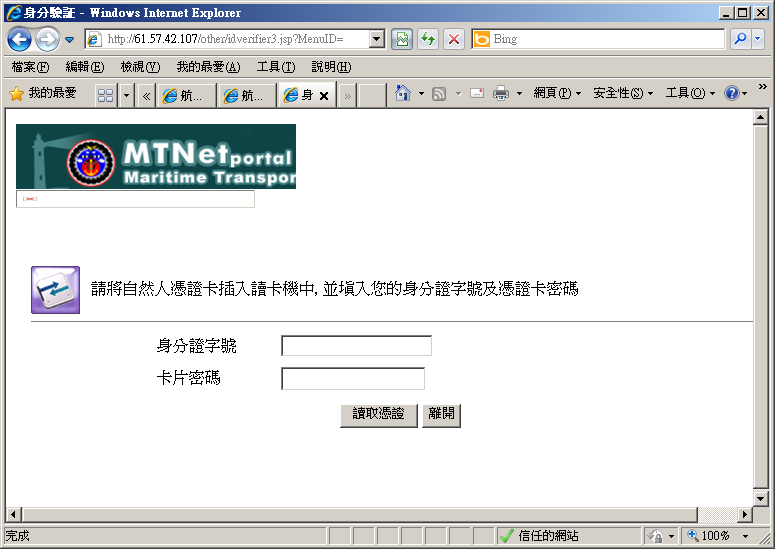 身分驗証 - Windows Internet Explorer
http://61.57.42.107/other/idverifier3.jsp?MenuID=
Bing
檔案(F) 編輯(E) 檢視(V) 我的最愛(A) 工具(T) 說明(H)
我的最愛 航... 航... 身 網頁(P) 安全性(S) 工具(O)
MTNet portal
Maritime Transpor
請將自然人憑證卡插入讀卡機中, 並填入您的身分證字號及憑證卡密碼
身分證字號
卡片密碼
讀取憑證 離開
完成 信任的網站 100%